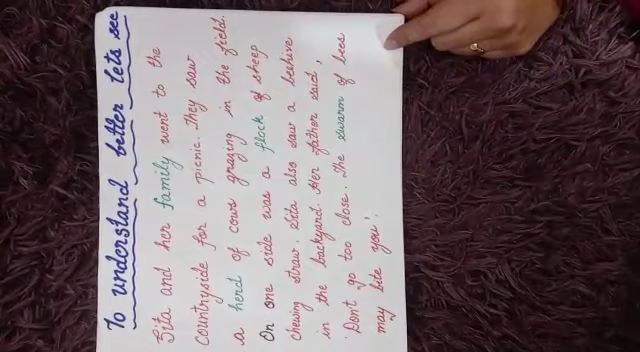 To understand better lets see
Sita and her family went to the
countryside for a picnic. They saw
a herd of cows grazing in the field.
On one side was a flock of sheep
chewing straw. Sita also saw a beehive
in the backyard. Her father said,
'Don't go too close. The swarm of bees
may bite you'.